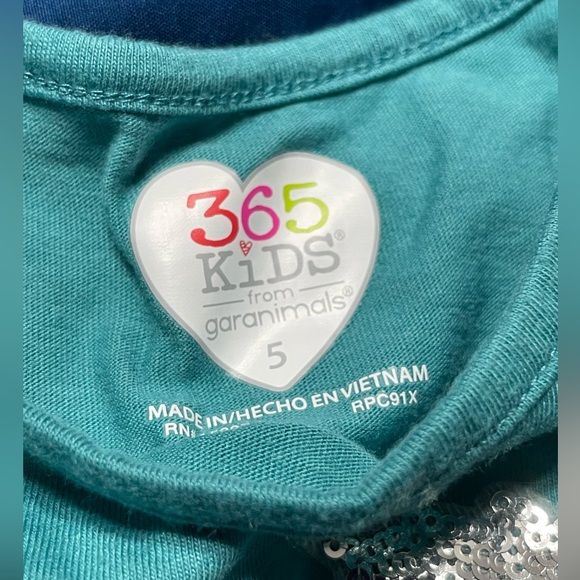 365
KiDS®
from
garanimals®
5
MADE IN/HECHO EN VIETNAM
RPC91X